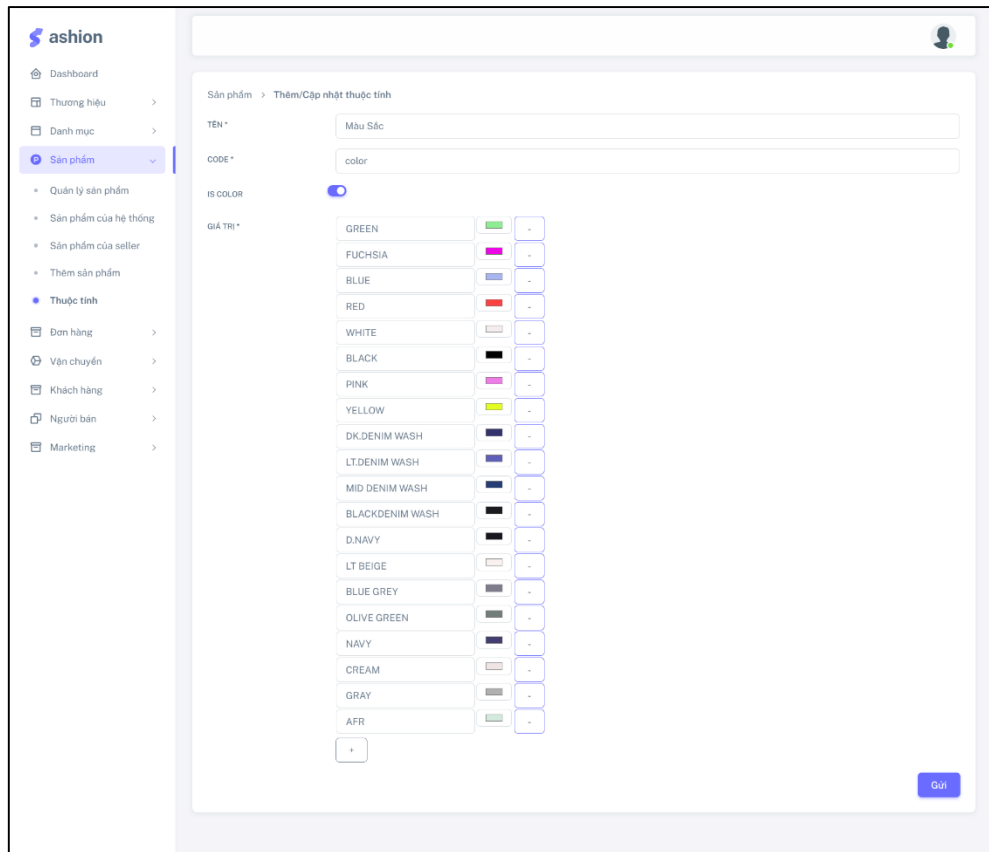 ashion
Dashboard
Thương hiệu
Danh mục
Sản phẩm
Quản lý sản phẩm
Sản phẩm của hệ thống
Sản phẩm của seller
Thêm sản phẩm
Thuộc tính
Đơn hàng
Vận chuyển
Khách hàng
Người bán
Marketing
Sản phẩm > Thêm/Cập nhật thuộc tính
TÊN * Màu Sắc
CODE * color
IS COLOR
GIÁ TRỊ * GREEN -
FUCHSIA -
BLUE -
RED -
WHITE -
BLACK -
PINK -
YELLOW -
DK.DENIM WASH -
LT.DENIM WASH -
MID DENIM WASH -
BLACKDENIM WASH -
D.NAVY -
LT BEIGE -
BLUE GREY -
OLIVE GREEN -
NAVY -
CREAM -
GRAY -
AFR -
+
Gửi